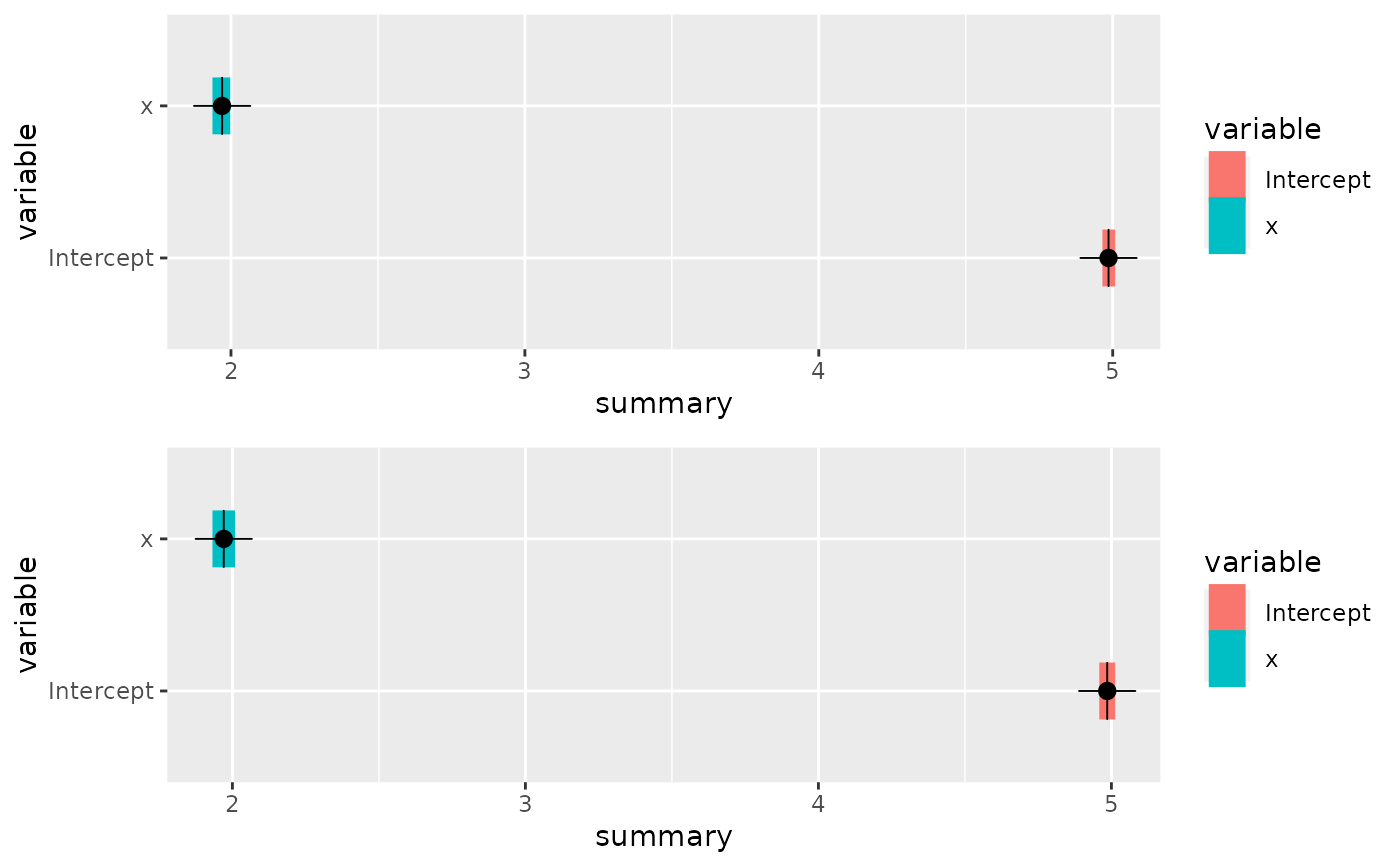 variable
x
Intercept
2 3 4 5
summary
variable
Intercept
x
variable
x
Intercept
2 3 4 5
summary
variable
Intercept
x